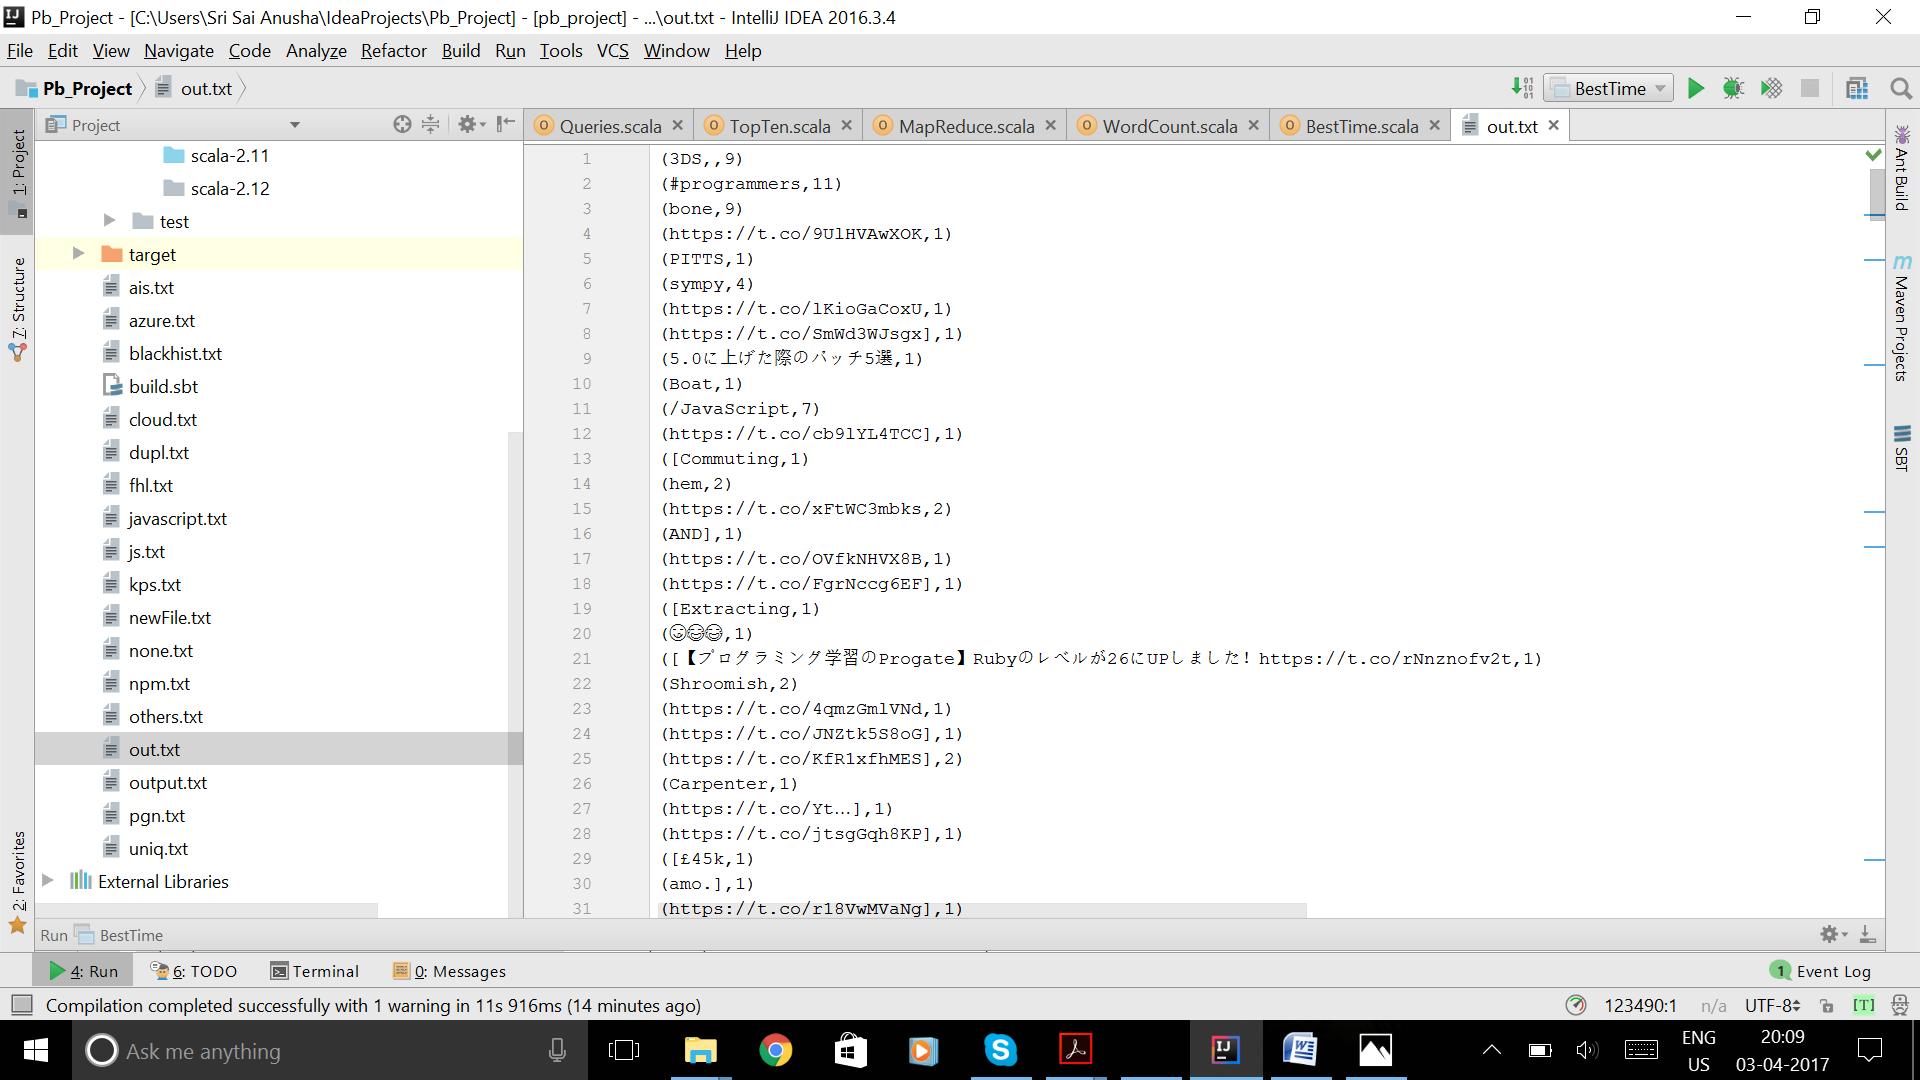 Pb_Project - [C:\Users\Sri Sai Anusha\IdeaProjects\Pb_Project] - [pb_project] - ...\out.txt - IntelliJ IDEA 2016.3.4
File Edit View Navigate Code Analyze Refactor Build Run Tools VCS Window Help
Pb_Project out.txt BestTime
Project
Queries.scala TopTen.scala MapReduce.scala WordCount.scala BestTime.scala out.txt
1: Project
7: Structure
2: Favorites
scala-2.11
scala-2.12
test
target
ais.txt
azure.txt
blackhist.txt
build.sbt
cloud.txt
dupl.txt
fhl.txt
javascript.txt
js.txt
kps.txt
newFile.txt
none.txt
npm.txt
others.txt
out.txt
output.txt
pgn.txt
uniq.txt
External Libraries
1 (3DS,,9)
2 (#programmers,11)
3 (bone,9)
4 (https://t.co/9UlHVAwXOK,1)
5 (PITTS,1)
6 (sympy,4)
7 (https://t.co/lKioGaCoxU,1)
8 (https://t.co/SmWd3WJsgx],1)
9 (5.0に上げた際のパッチ5選,1)
10 (Boat,1)
11 (/JavaScript,7)
12 (https://t.co/cb9lYL4TCC],1)
13 ([Commuting,1)
14 (hem,2)
15 (https://t.co/xFtWC3mbks,2)
16 (AND],1)
17 (https://t.co/OVfkNHVX8B,1)
18 (https://t.co/FgrNccg6EF],1)
19 ([Extracting,1)
20 (😂😂😂,1)
21 ([【プログラミング学習のProgate】Rubyのレベルが26にUPしました！https://t.co/rNnznofv2t,1)
22 (Shroomish,2)
23 (https://t.co/4qmzGmlVNd,1)
24 (https://t.co/JNZtk5S8oG],1)
25 (https://t.co/KfR1xfhMES],2)
26 (Carpenter,1)
27 (https://t.co/Yt…],1)
28 (https://t.co/jtsgGqh8KP],1)
29 ([£45k,1)
30 (amo.],1)
31 (https://t.co/r18VwMVaNg],1)
Ant Build
Maven Projects
SBT
Run BestTime
4: Run 6: TODO Terminal 0: Messages 1 Event Log
Compilation completed successfully with 1 warning in 11s 916ms (14 minutes ago) 123490:1 n/a UTF-8 [T]
Ask me anything
ENG
US
20:09
03-04-2017